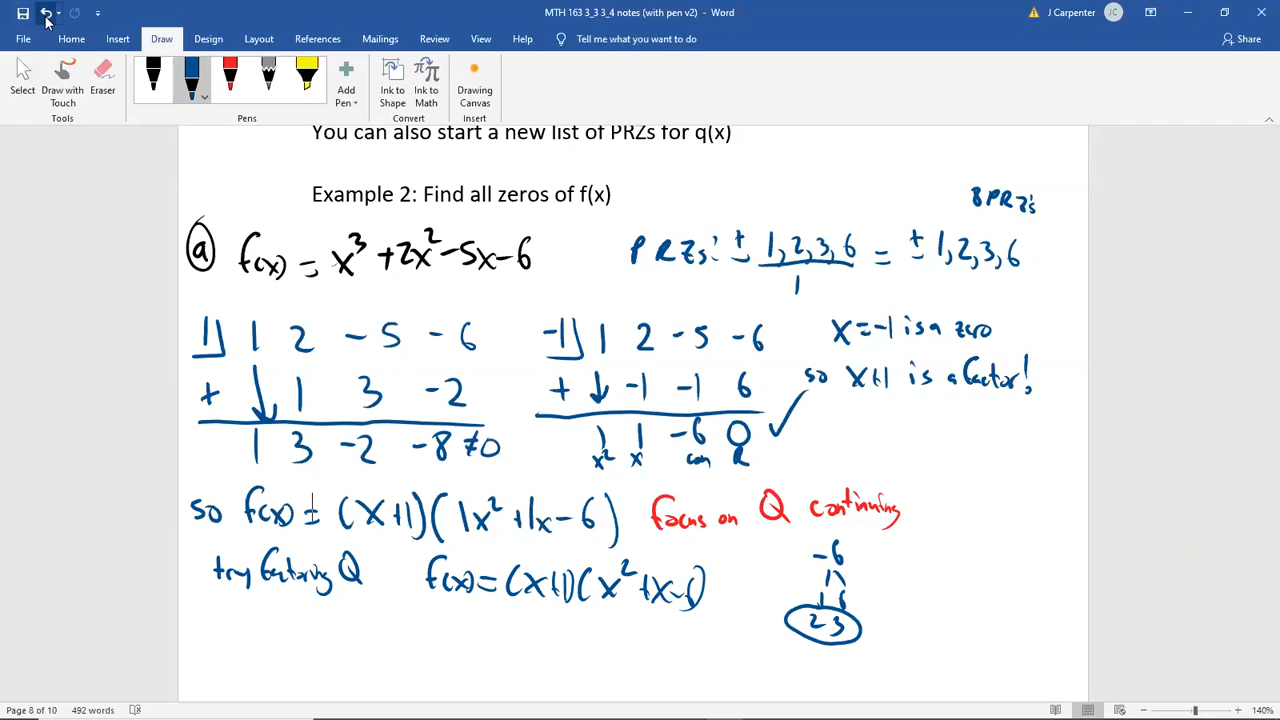 MTH 163 3_3 3_4 notes (with pen v2) - Word
J Carpenter
JC
File Home Insert Draw Design Layout References Mailings Review View Help Tell me what you want to do
Share
Select
Draw with Touch
Eraser
Add Pen
Ink to Shape
Ink to Math
Drawing Canvas
Tools
Pens
Convert
Insert
You can also start a new list of PRZs for q(x)
Example 2: Find all zeros of f(x)
8 PRZ's
a f(x) = x³ + 2x² - 5x - 6
PRZs: ± 1, 2, 3, 6 / 1 = ± 1, 2, 3, 6
1 | 1 2 -5 -6
+ ↓ 1 3 -2
1 3 -2 -8 ≠ 0
-1 | 1 2 -5 -6
+ ↓ -1 -1 6
1 1 -6 0 ✓
x² x con R
x = -1 is a zero
so x+1 is a factor!
so f(x) = (x+1)(1x² + 1x - 6)
Focus on Q continuing
try factoring Q f(x) = (x+1)(x² + x - 6)
-6
1 6
2 3
Page 8 of 10 492 words
140%